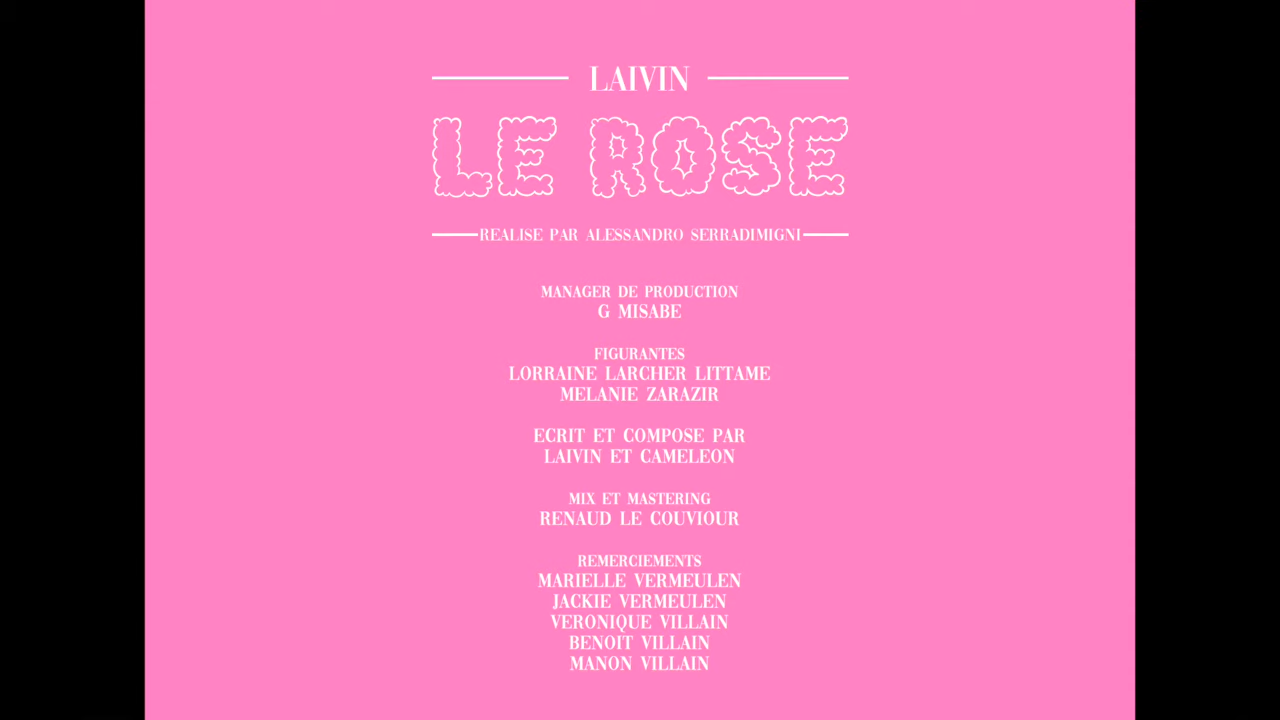 LAIVIN
LE ROSE
REALISE PAR ALESSANDRO SERRADIMIGNI
MANAGER DE PRODUCTION
G MISABE
FIGURANTES
LORRAINE LARCHER LITTAME
MELANIE ZARAZIR
ECRIT ET COMPOSE PAR
LAIVIN ET CAMELEON
MIX ET MASTERING
RENAUD LE COUVIOUR
REMERCIEMENTS
MARIELLE VERMEULEN
JACKIE VERMEULEN
VERONIQUE VILLAIN
BENOIT VILLAIN
MANON VILLAIN